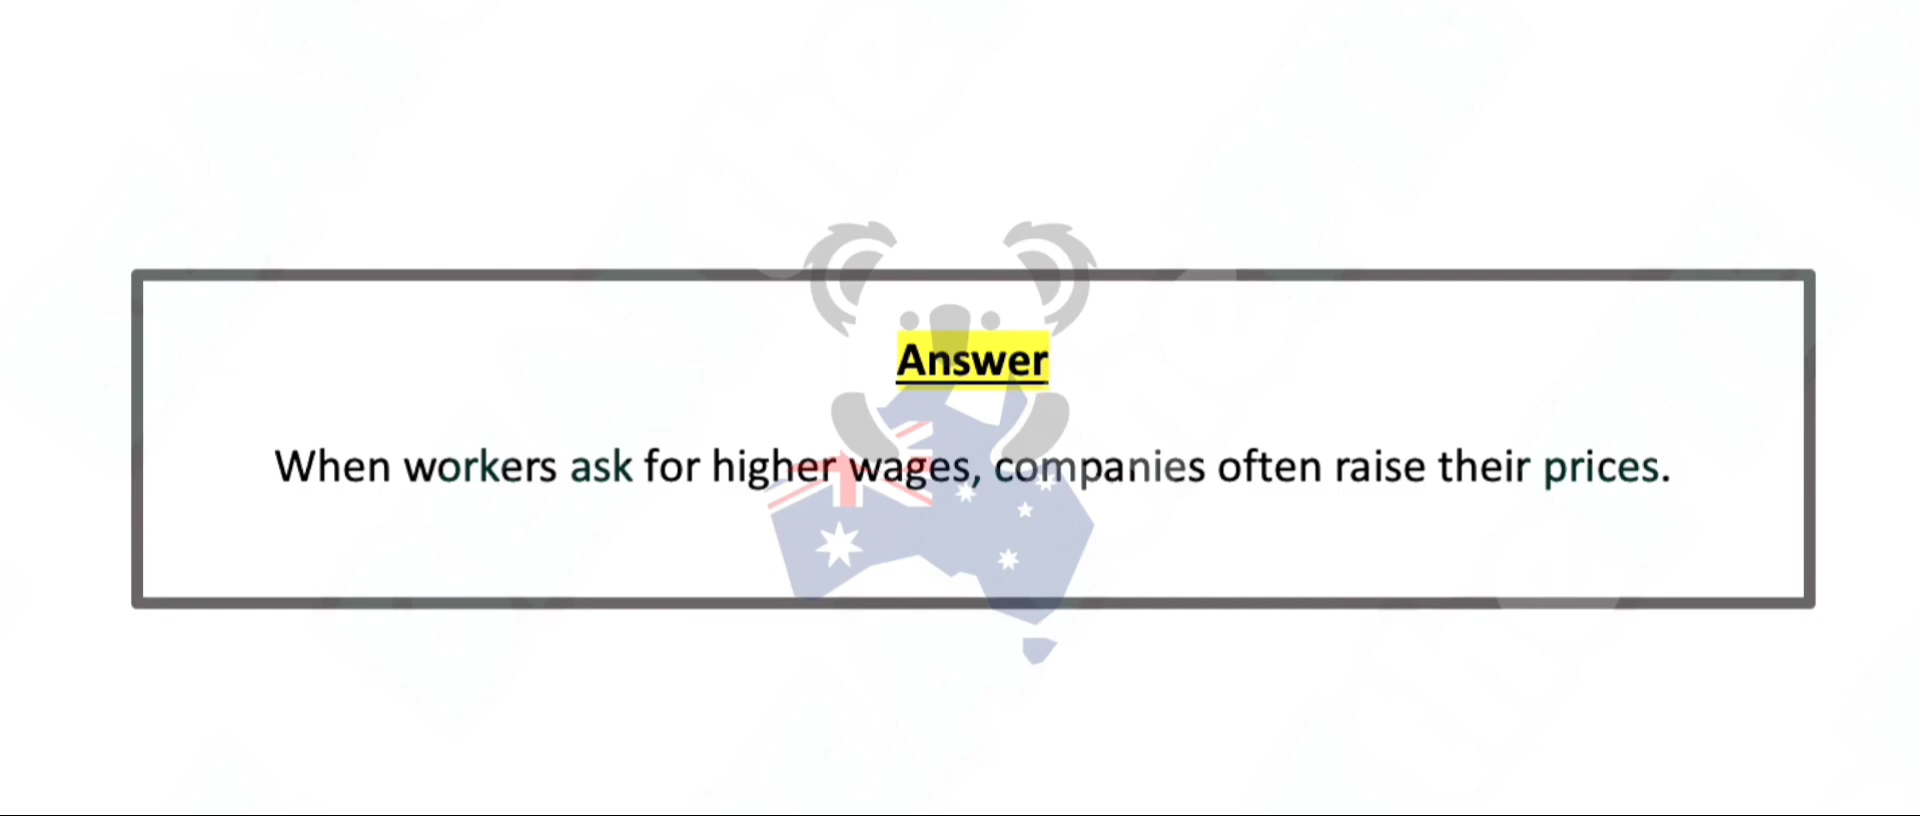 Answer
When workers ask for higher wages, companies often raise their prices.